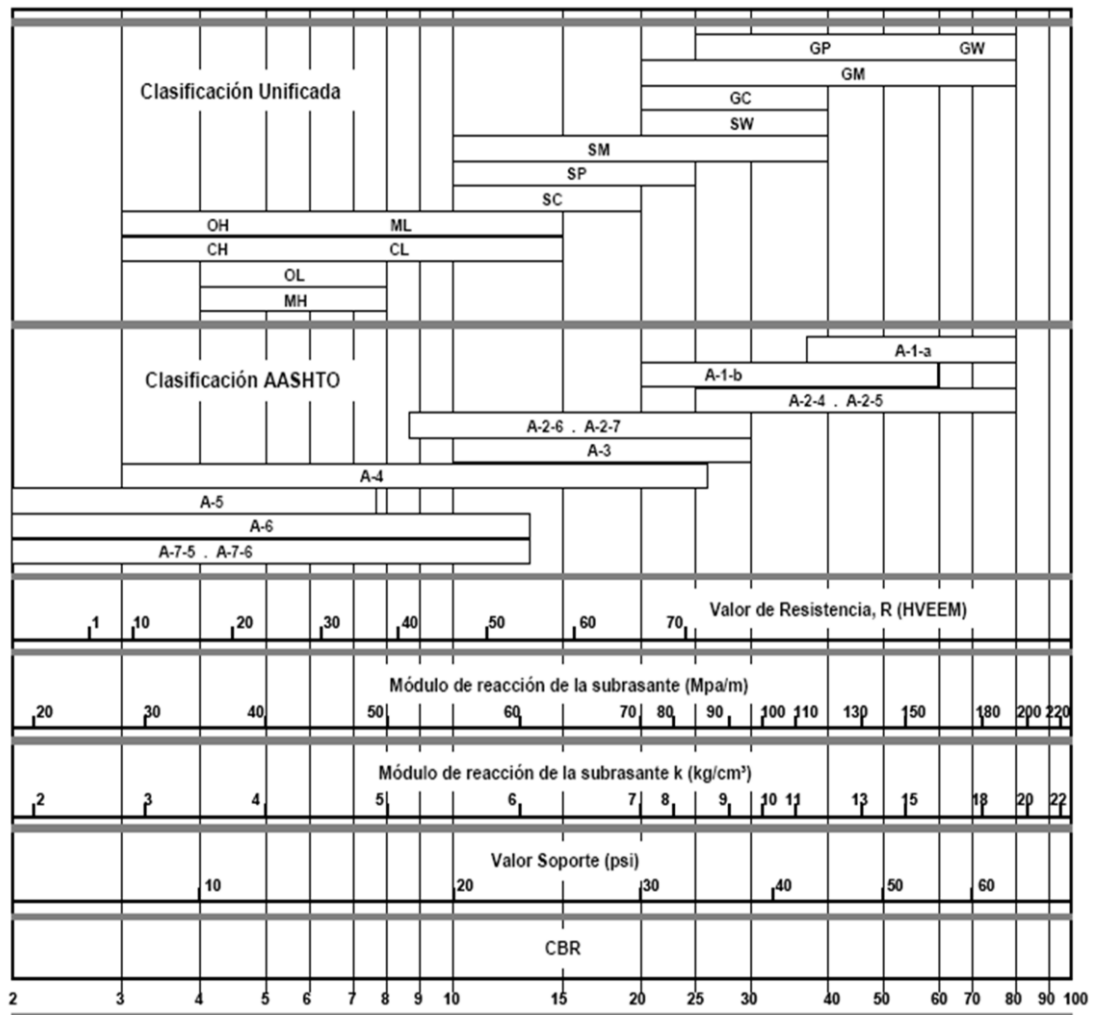 GP GW
GM
Clasificación Unificada
GC
SW
SM
SP
SC
OH ML
CH CL
OL
MH
A-1-a
Clasificación AASHTO
A-1-b
A-2-4 . A-2-5
A-2-6 . A-2-7
A-3
A-4
A-5
A-6
A-7-5 . A-7-6
Valor de Resistencia, R (HVEEM)
1 10 20 30 40 50 60 70
Módulo de reacción de la subrasante (Mpa/m)
20 30 40 50 60 70 80 90 100 110 130 150 180 200 220
Módulo de reacción de la subrasante k (kg/cm³)
2 3 4 5 6 7 8 9 10 11 13 15 18 20 22
Valor Soporte (psi)
10 20 30 40 50 60
CBR
2 3 4 5 6 7 8 9 10 15 20 25 30 40 50 60 70 80 90 100